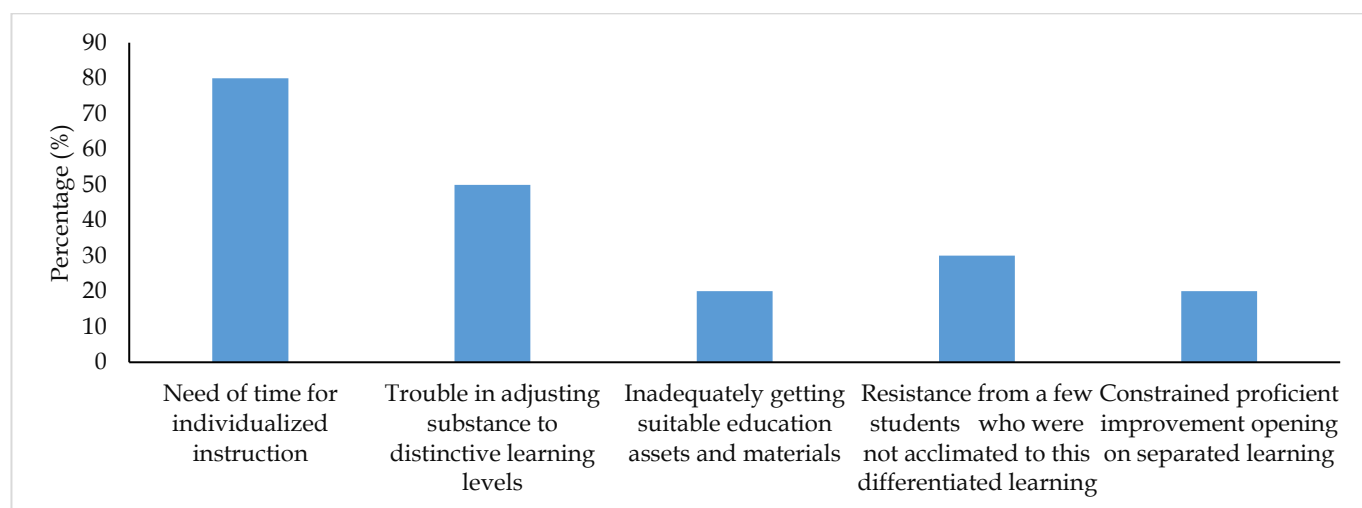 90
80
70
60
50
40
30
20
10
0
Percentage (%)
Need of time for
individualized
instruction
Trouble in adjusting
substance to
distinctive learning
levels
Inadequately getting
suitable education
assets and materials
Resistance from a few
students who were
not acclimated to this
differentiated learning
Constrained proficient
improvement opening
on separated learning